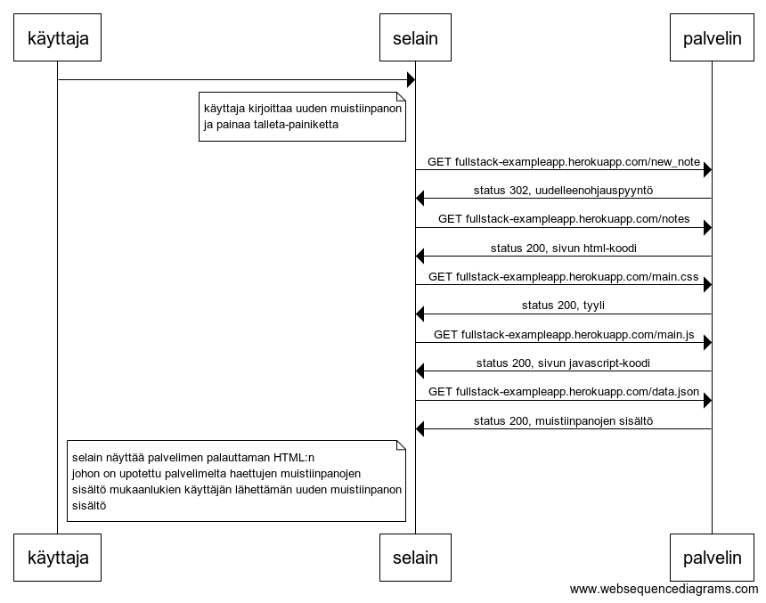 käyttaja selain palvelin
käyttaja kirjoittaa uuden muistiinpanon
ja painaa talleta-painiketta
GET fullstack-exampleapp.herokuapp.com/new_note
status 302, uudelleenohjauspyyntö
GET fullstack-exampleapp.herokuapp.com/notes
status 200, sivun html-koodi
GET fullstack-exampleapp.herokuapp.com/main.css
status 200, tyyli
GET fullstack-exampleapp.herokuapp.com/main.js
status 200, sivun javascript-koodi
GET fullstack-exampleapp.herokuapp.com/data.json
status 200, muistiinpanojen sisältö
selain näyttää palvelimen palauttaman HTML:n
johon on upotettu palvelimelta haettujen muistiinpanojen
sisältö mukaanlukien käyttäjän lähettämän uuden muistiinpanon
sisältö
käyttaja selain palvelin
www.websequencediagrams.com